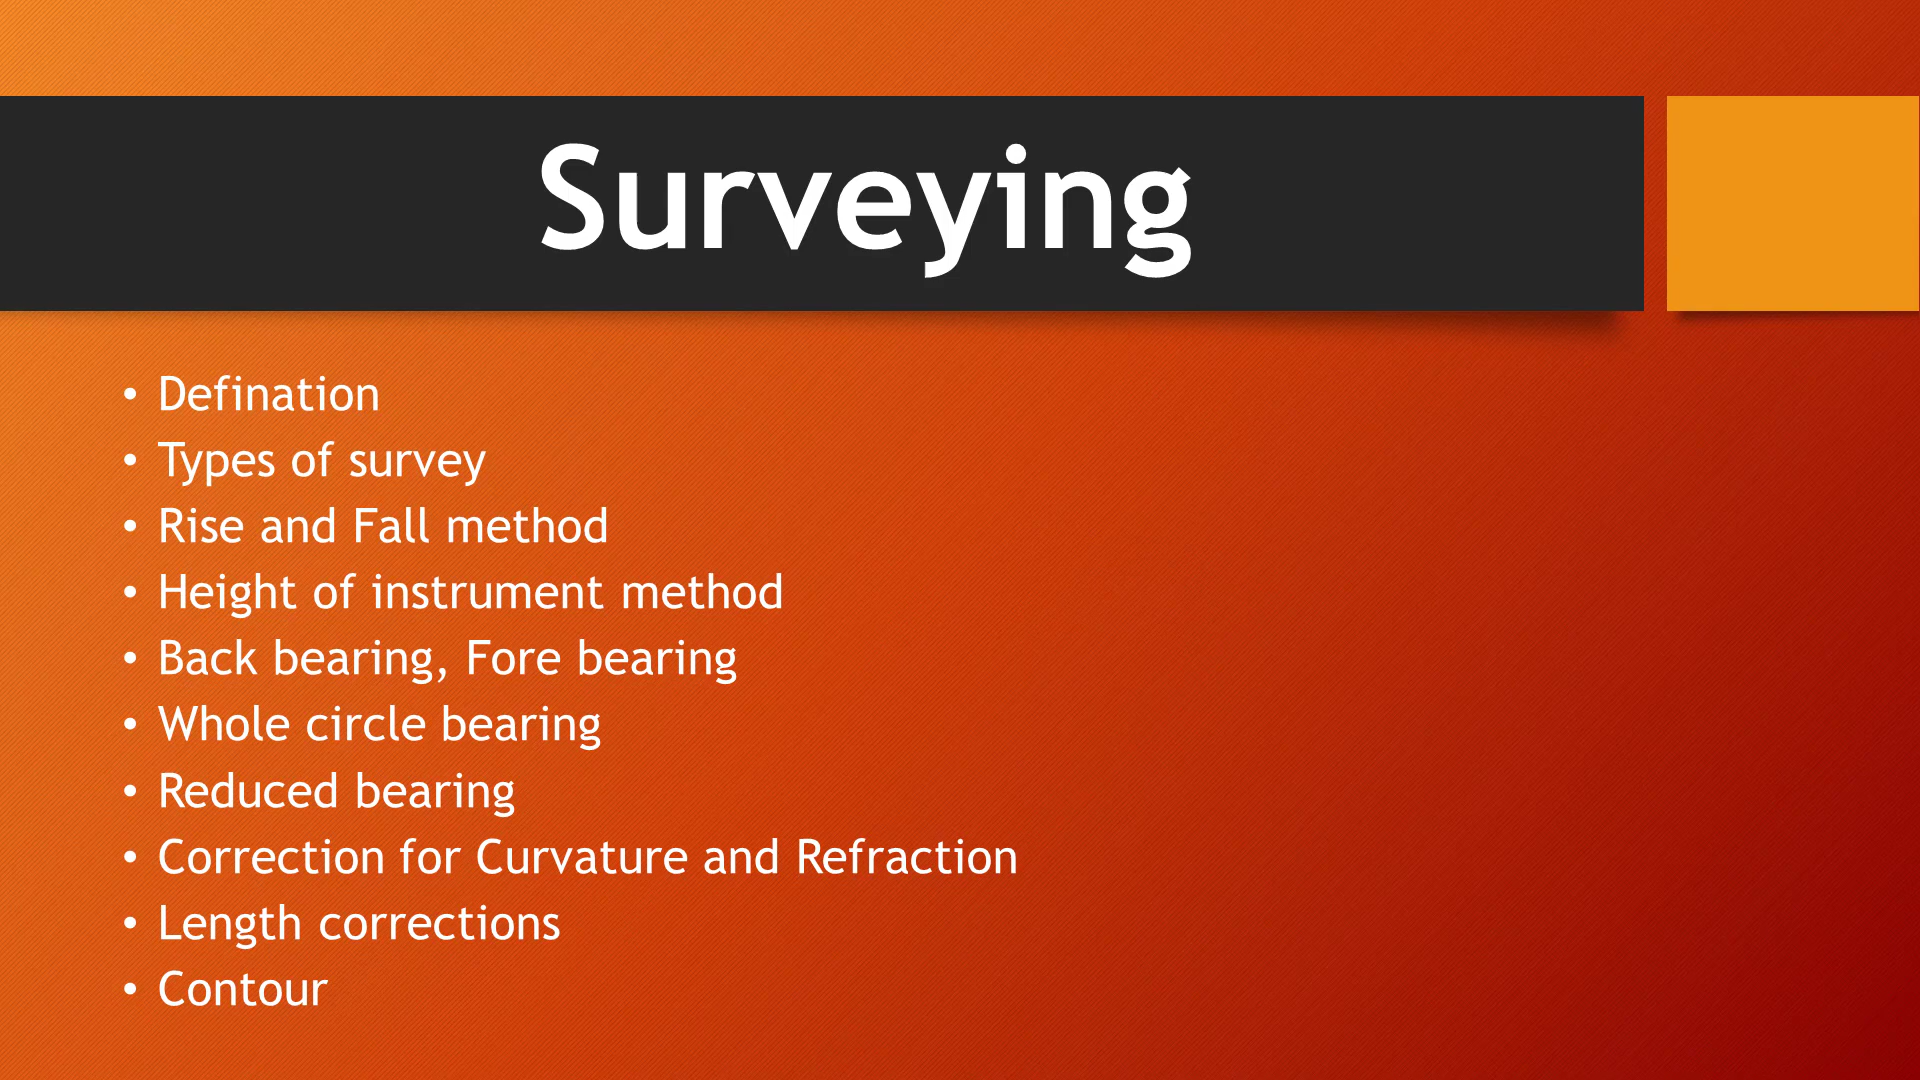 Surveying
• Defination
• Types of survey
• Rise and Fall method
• Height of instrument method
• Back bearing, Fore bearing
• Whole circle bearing
• Reduced bearing
• Correction for Curvature and Refraction
• Length corrections
• Contour